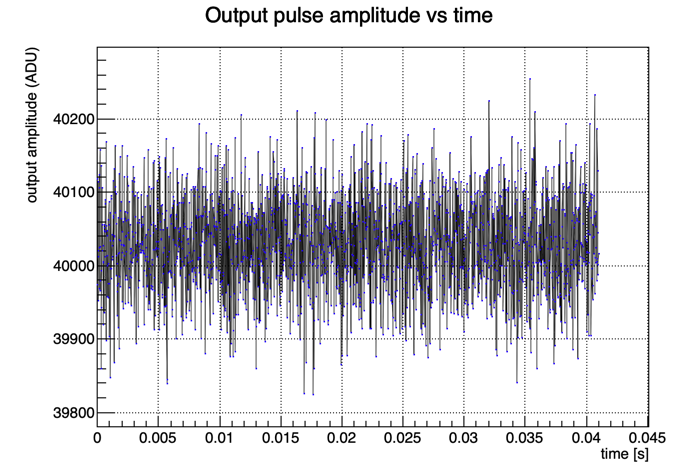 Output pulse amplitude vs time
output amplitude (ADU)
40200
40100
40000
39900
39800
0 0.005 0.01 0.015 0.02 0.025 0.03 0.035 0.04 0.045
time [s]